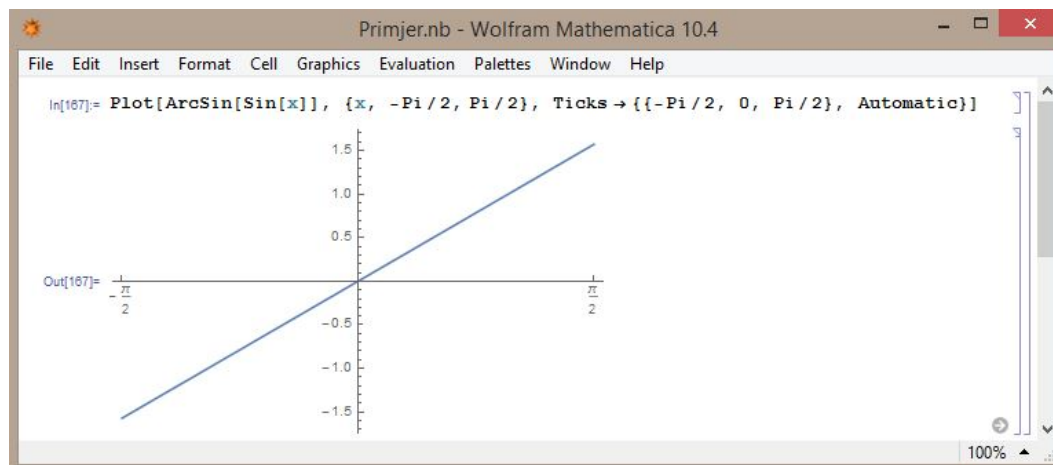 Primjer.nb - Wolfram Mathematica 10.4
File Edit Insert Format Cell Graphics Evaluation Palettes Window Help
In[167]:= Plot[ArcSin[Sin[x]], {x, -Pi/2, Pi/2}, Ticks → {{-Pi/2, 0, Pi/2}, Automatic}]
1.5
1.0
0.5
Out[167]=
-π/2
π/2
-0.5
-1.0
-1.5
100%